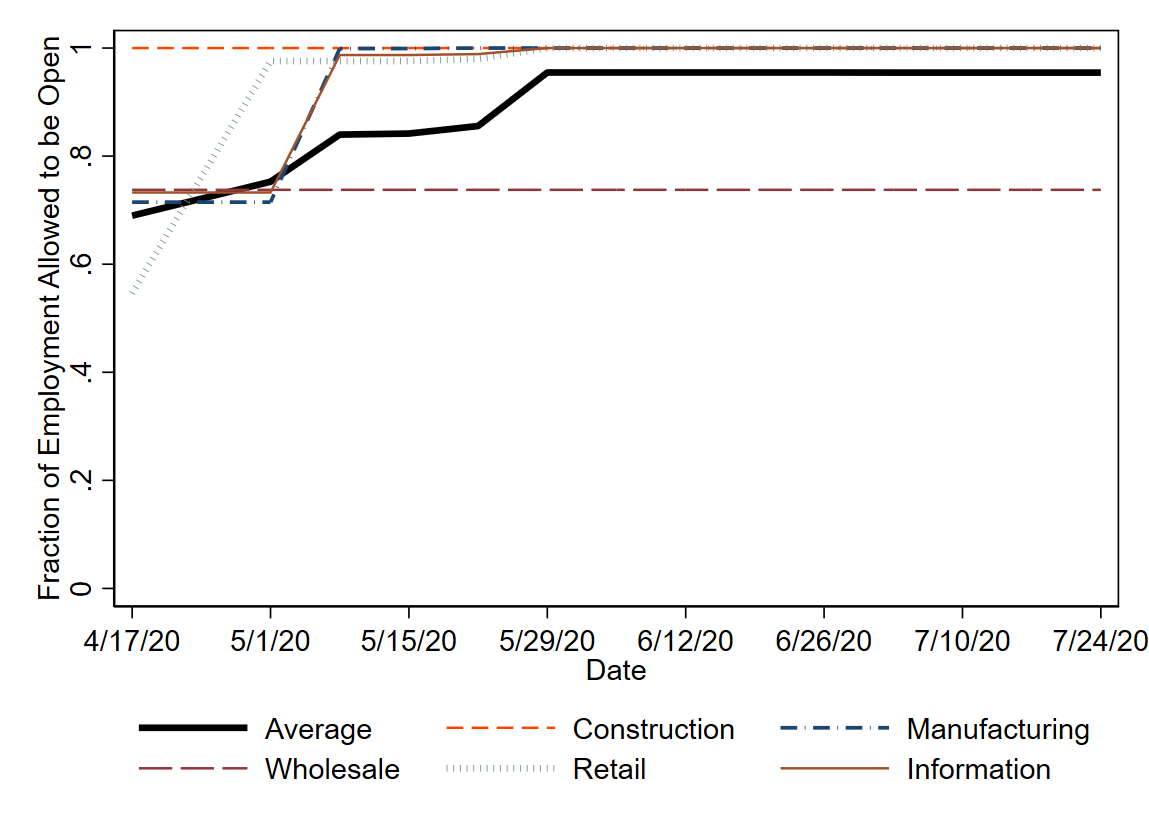 Fraction of Employment Allowed to be Open
1
.8
.6
.4
.2
0
4/17/20 5/1/20 5/15/20 5/29/20 6/12/20 6/26/20 7/10/20 7/24/20
Date
Average Construction Manufacturing
Wholesale Retail Information